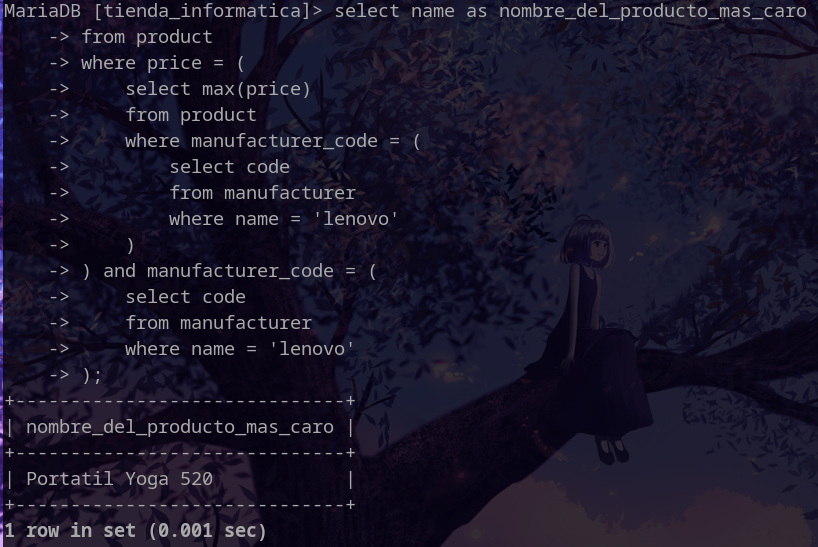 MariaDB [tienda_informatica]> select name as nombre_del_producto_mas_caro
    -> from product
    -> where price = (
    ->     select max(price)
    ->     from product
    ->     where manufacturer_code = (
    ->         select code
    ->         from manufacturer
    ->         where name = 'lenovo'
    ->     )
    -> ) and manufacturer_code = (
    ->     select code
    ->     from manufacturer
    ->     where name = 'lenovo'
    -> );
+------------------------------+
| nombre_del_producto_mas_caro |
+------------------------------+
| Portatil Yoga 520            |
+------------------------------+
1 row in set (0.001 sec)